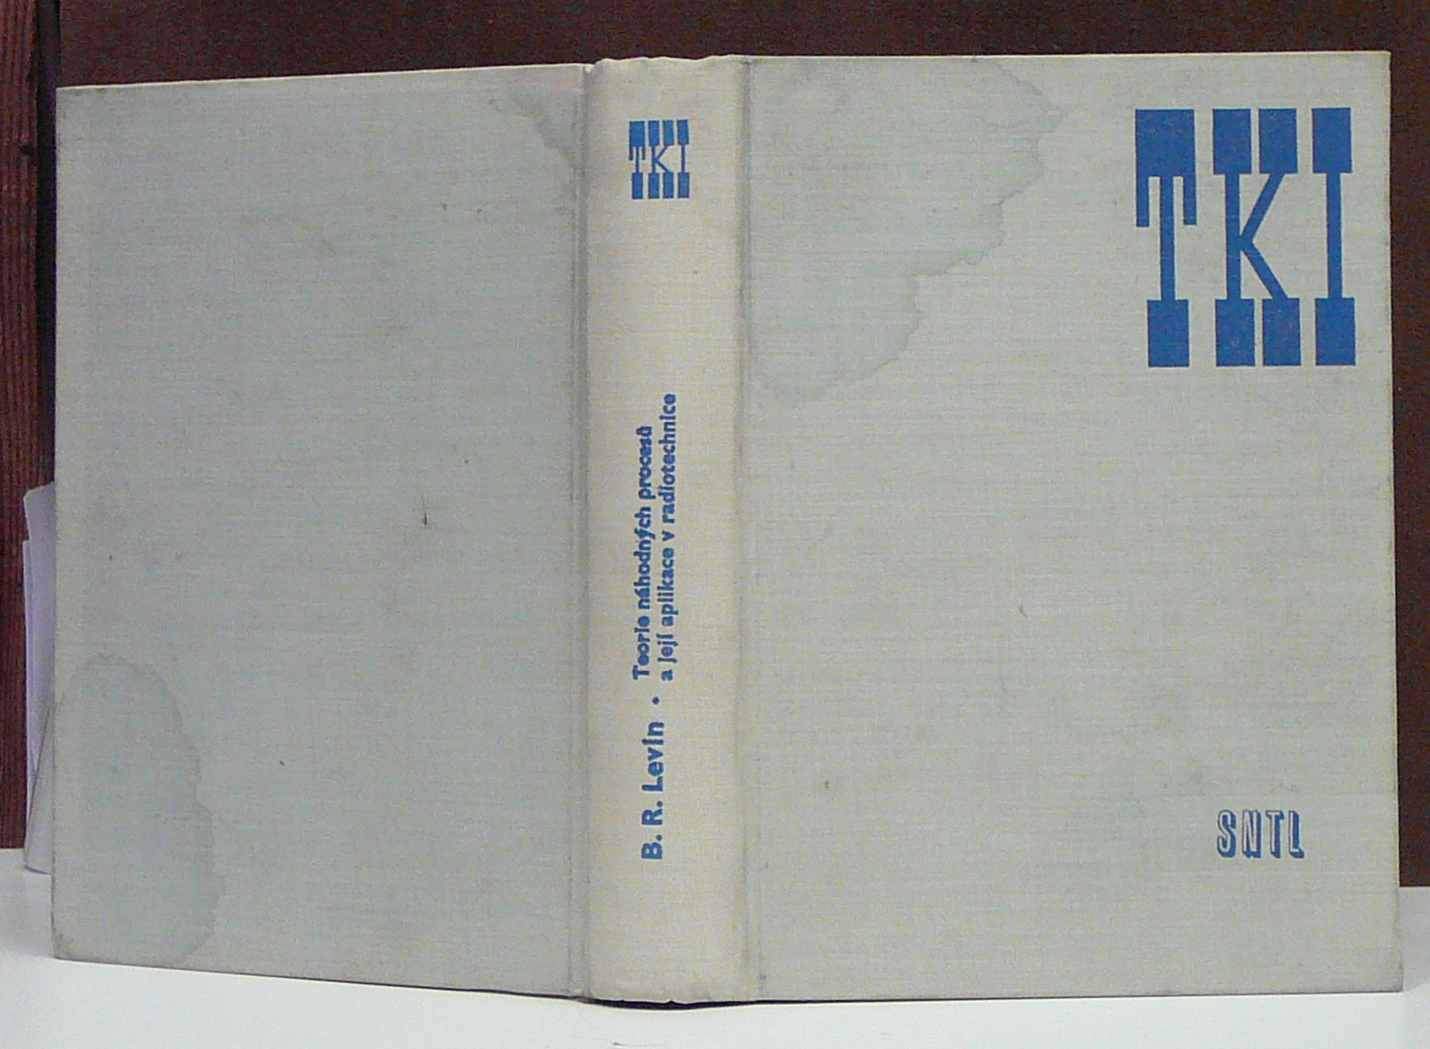 TKI
B. R. Levin • Teorie náhodných procesů
a její aplikace v radiotechnice
TKI
SNTL